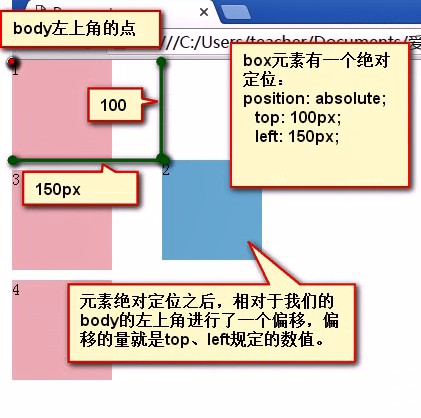 body左上角的点
×
///C:/Users/teacher/Documents/爱
box元素有一个绝对
定位：
position: absolute;
top: 100px;
left: 150px;
1
100
150px
2
3
4
元素绝对定位之后，相对于我们的
body的左上角进行了一个偏移，偏
移的量就是top、left规定的数值。